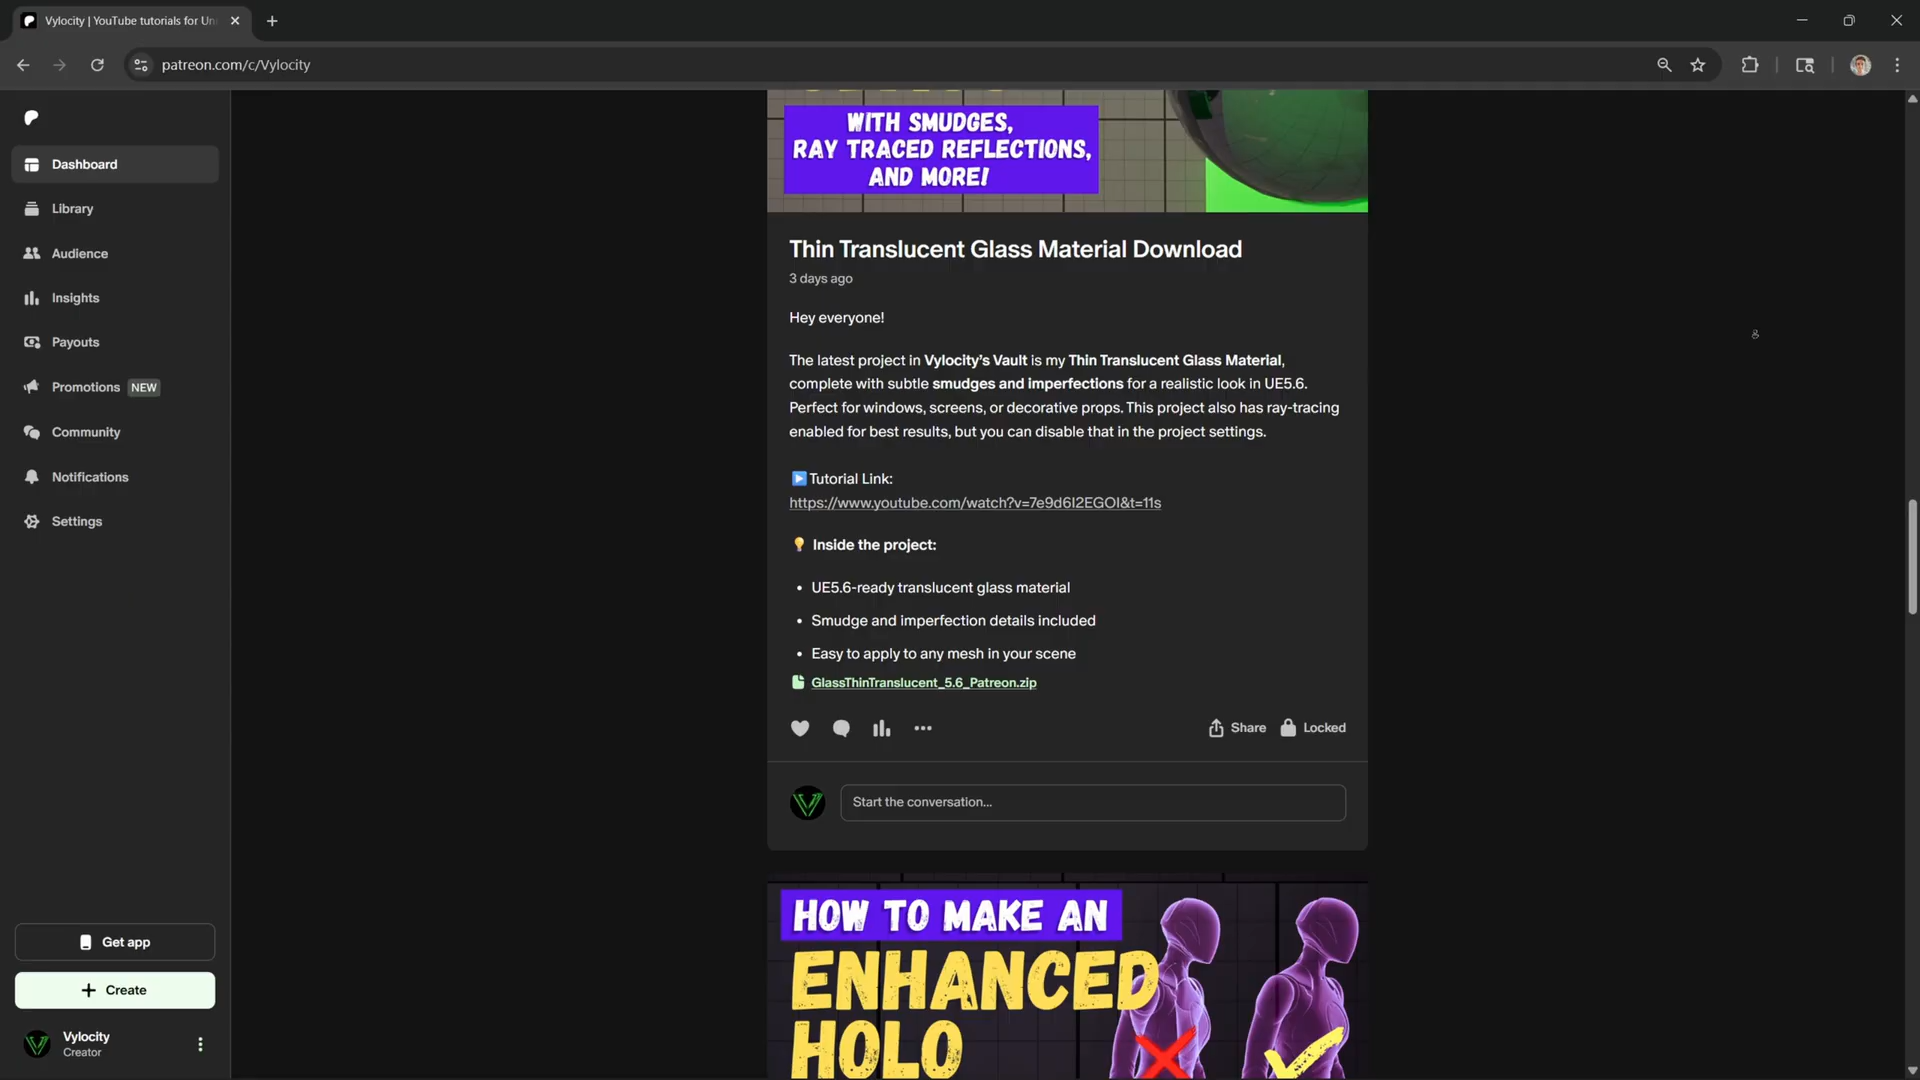 Vylocity | YouTube tutorials for Un
patreon.com/c/Vylocity
Dashboard
Library
Audience
Insights
Payouts
Promotions NEW
Community
Notifications
Settings
Get app
Create
Vylocity
Creator
WITH SMUDGES,
RAY TRACED REFLECTIONS,
AND MORE!
Thin Translucent Glass Material Download
3 days ago
Hey everyone!
The latest project in Vylocity’s Vault is my Thin Translucent Glass Material,
complete with subtle smudges and imperfections for a realistic look in UE5.6.
Perfect for windows, screens, or decorative props. This project also has ray-tracing
enabled for best results, but you can disable that in the project settings.
Tutorial Link:
https://www.youtube.com/watch?v=7e9d6I2EGOI&t=11s
Inside the project:
• UE5.6-ready translucent glass material
• Smudge and imperfection details included
• Easy to apply to any mesh in your scene
GlassThinTranslucent_5.6_Patreon.zip
Share Locked
Start the conversation...
HOW TO MAKE AN
ENHANCED
HOLO